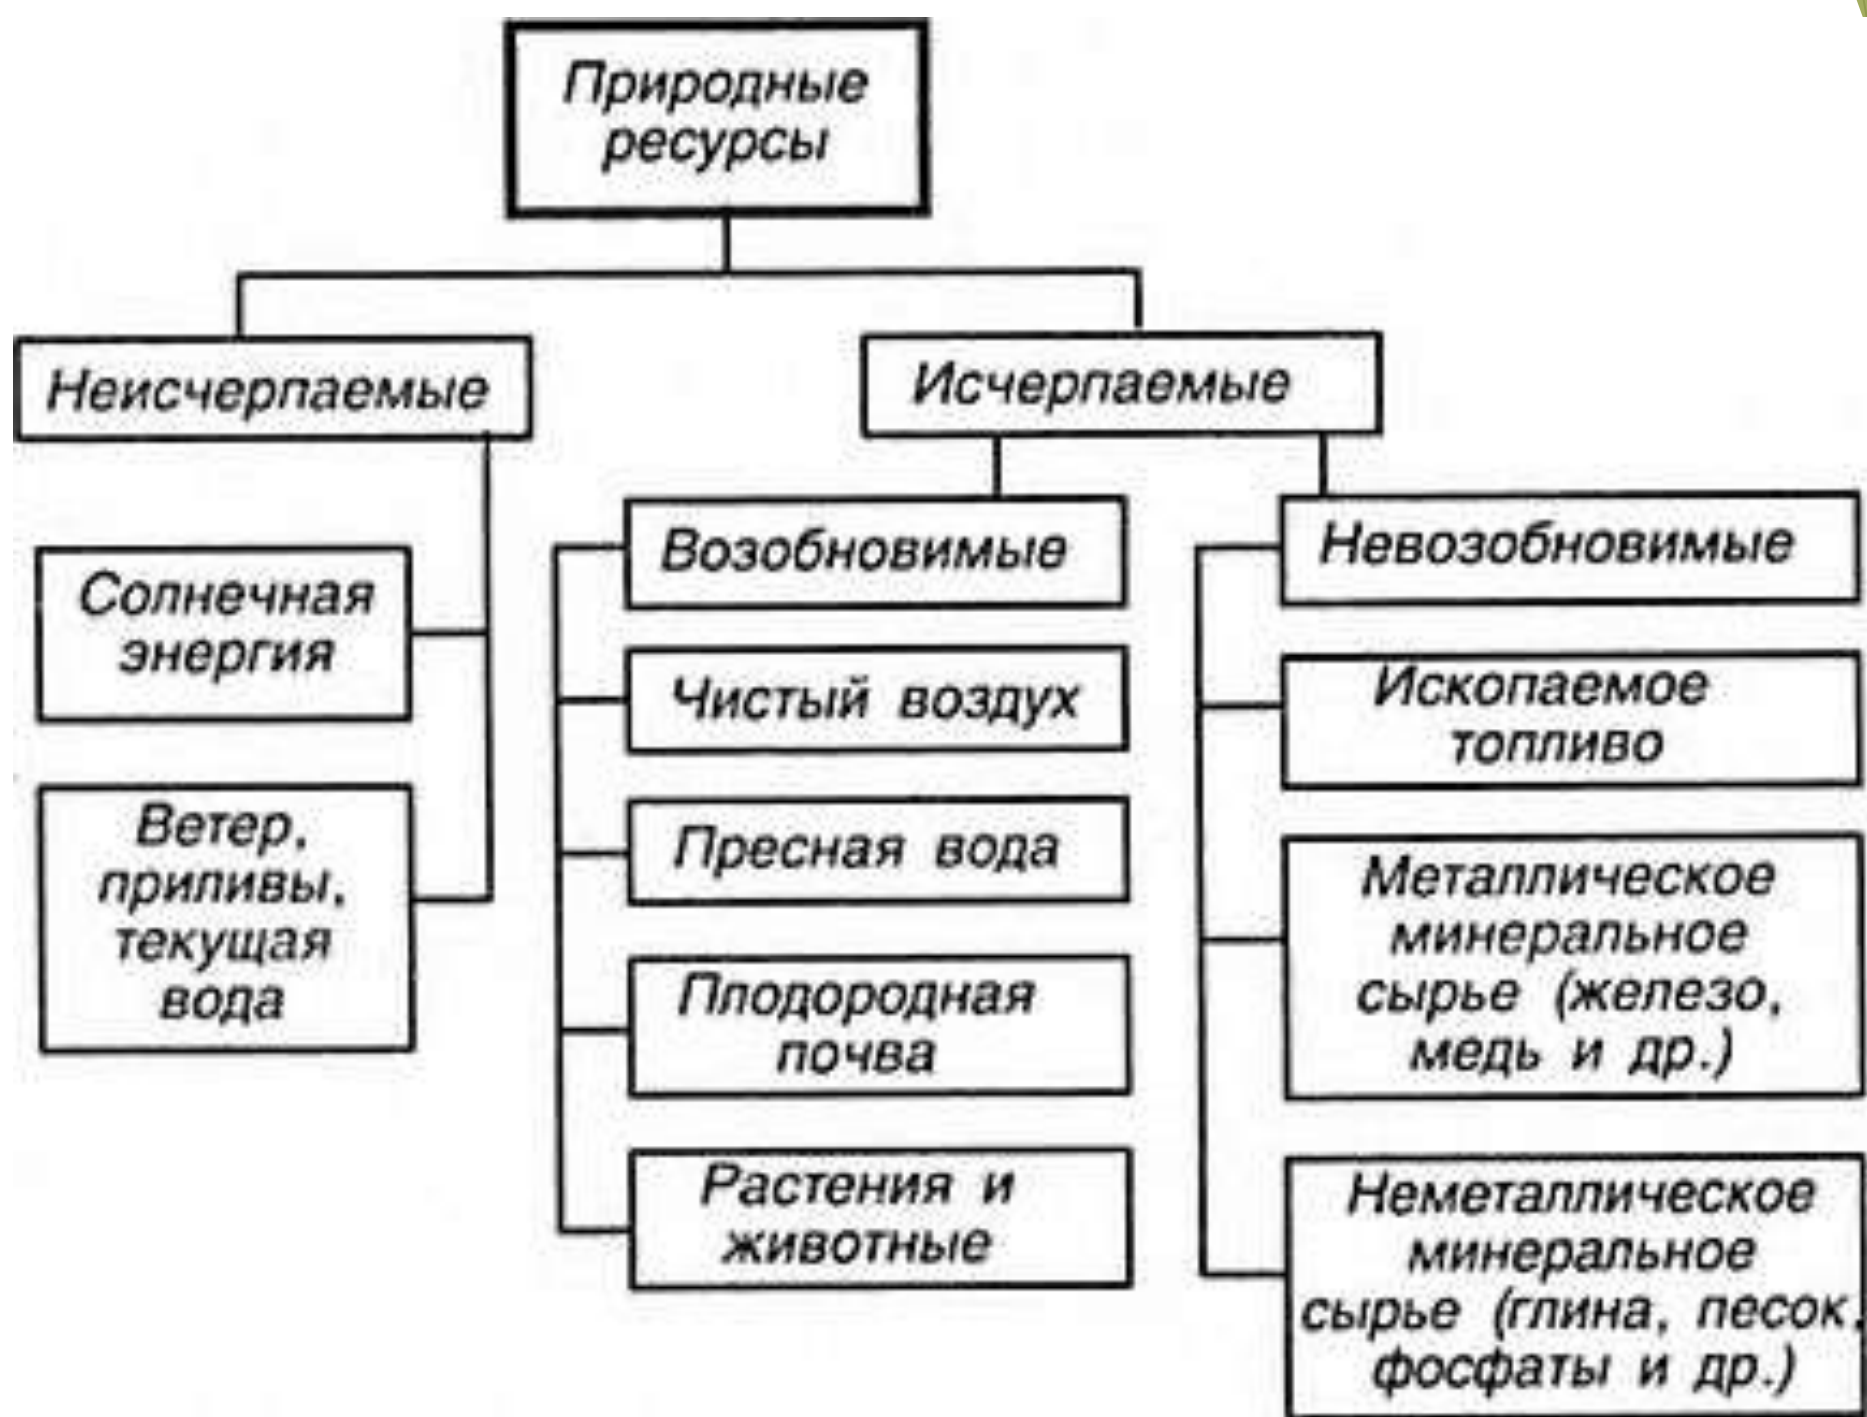 Природные
ресурсы
Неисчерпаемые
Исчерпаемые
Солнечная
энергия
Ветер,
приливы,
текущая
вода
Возобновимые
Чистый воздух
Пресная вода
Плодородная
почва
Растения и
животные
Невозобновимые
Ископаемое
топливо
Металлическое
минеральное
сырье (железо,
медь и др.)
Неметаллическое
минеральное
сырье (глина, песок,
фосфаты и др.)